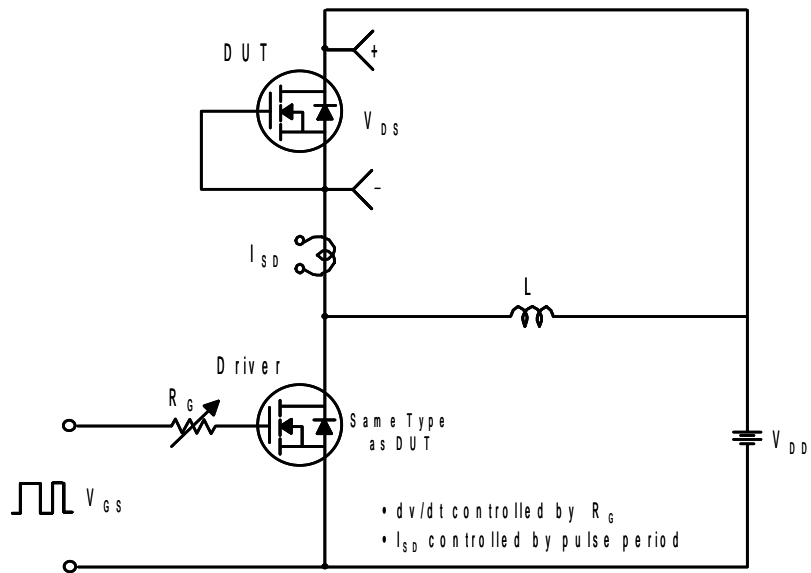 DUT
+
VDS
–
ISD
L
Driver
RG
Same Type
as DUT
VDD
VGS
• dv/dt controlled by RG
• ISD controlled by pulse period